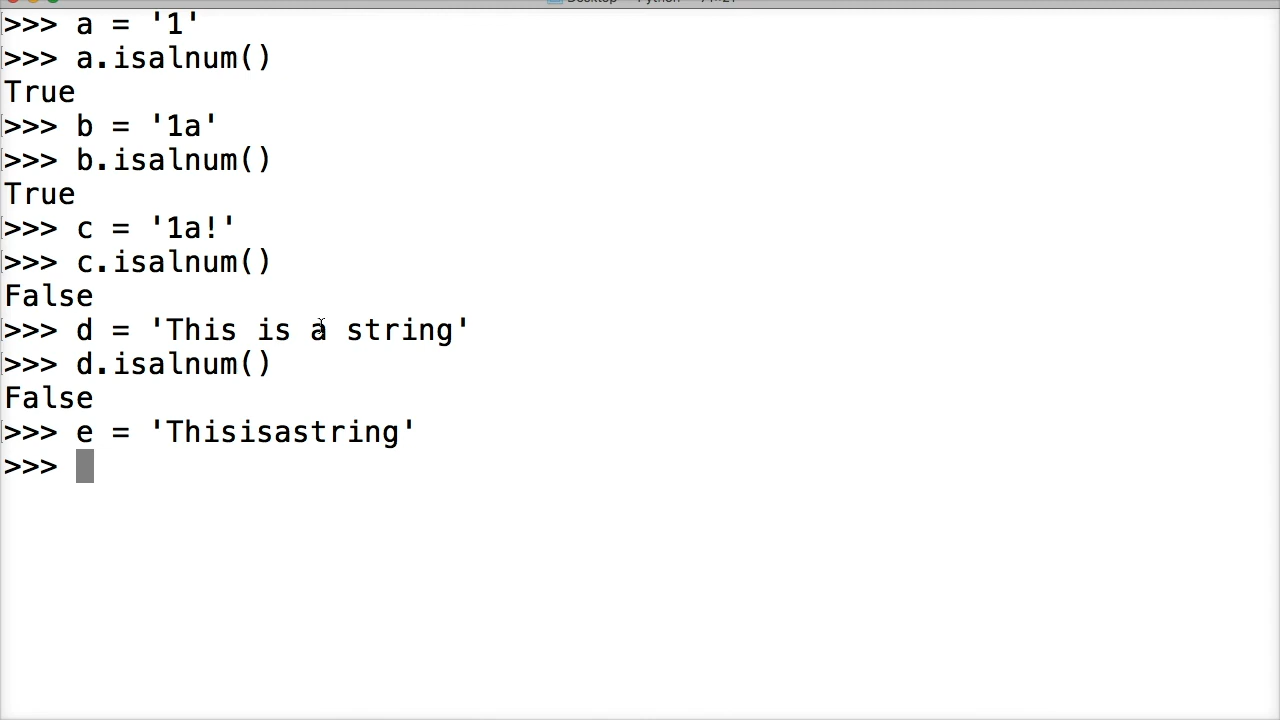 >>> a = '1'
>>> a.isalnum()
True
>>> b = '1a'
>>> b.isalnum()
True
>>> c = '1a!'
>>> c.isalnum()
False
>>> d = 'This is a string'
>>> d.isalnum()
False
>>> e = 'Thisisastring'
>>>